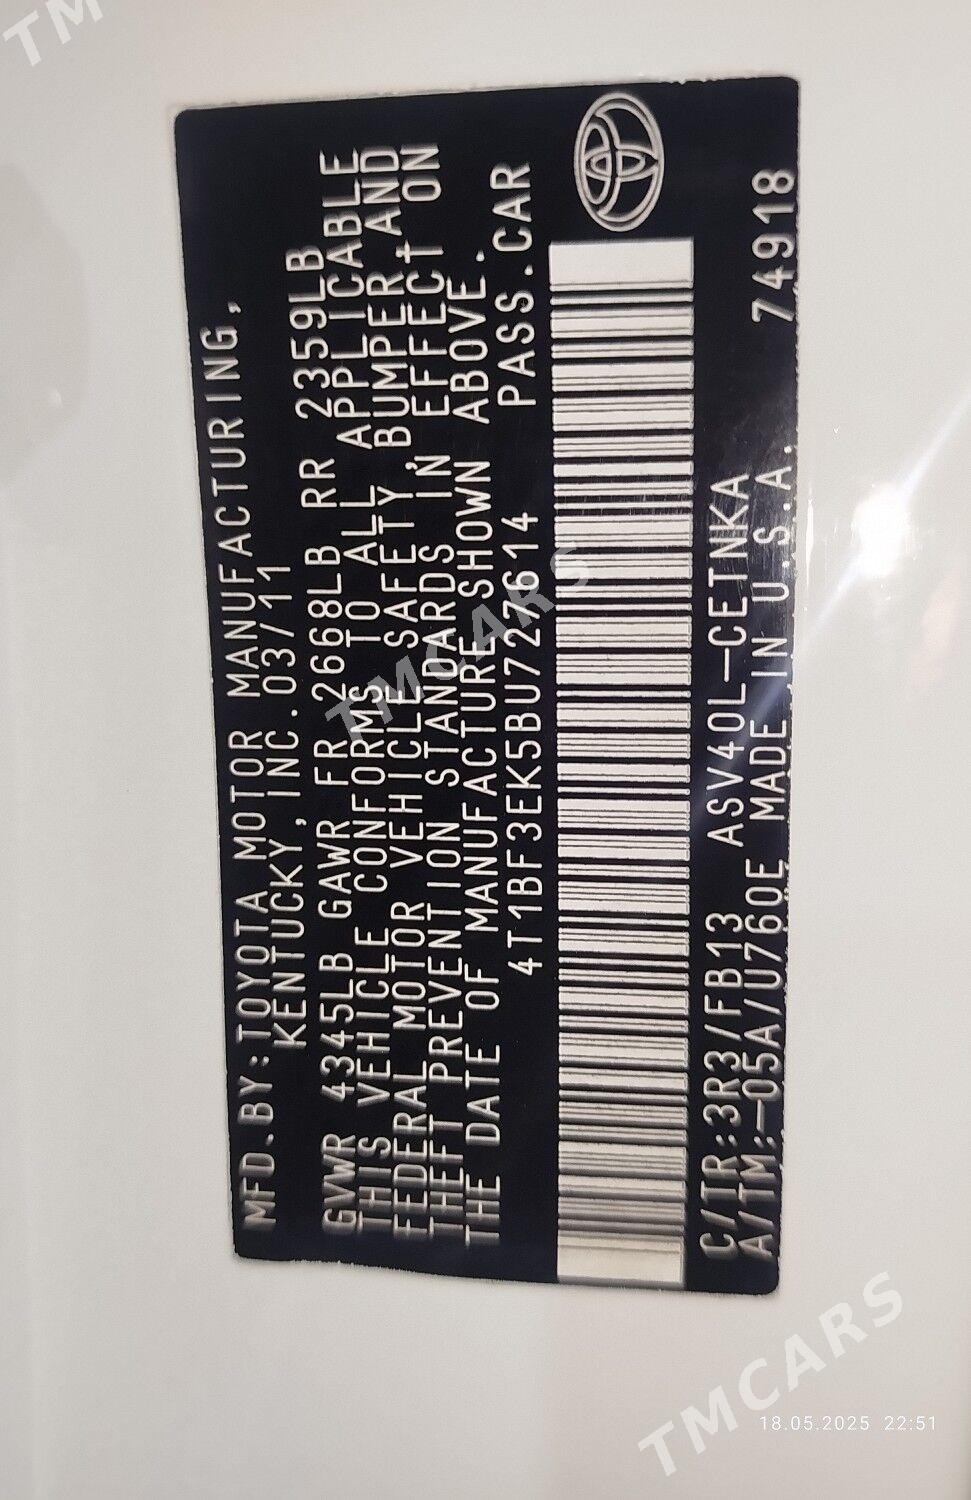 MFD.BY:TOYOTA MOTOR MANUFACTURING,
KENTUCKY, INC.03/11
GVWR 4345LB GAWR FR 2668LB RR 2359LB
THIS VEHICLE CONFORMS TO ALL APPLICABLE
FEDERAL MOTOR VEHICLE SAFETY, BUMPER, AND
THEFT PREVENTION STANDARDS IN EFFECT ON
THE DATE OF MANUFACTURE SHOWN ABOVE.
4T1BF3EK5BU727614 PASS.CAR
C/TR:3R3/FB13 ASV40L-CETNKA
A/TM:-05A/U760E MADE IN U.S.A. 74918
TMCARS
TMCARS
TM
18.05.2025 22:51